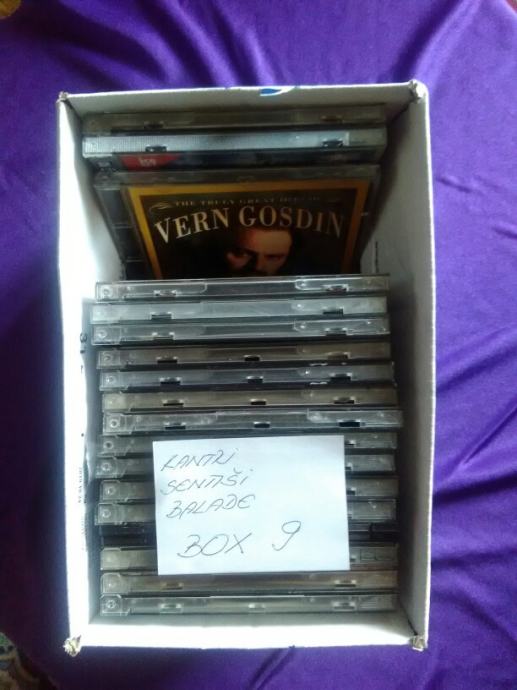 THE TRULY GREAT HITS OF
VERN GOSDIN
KANTRI
SENTIŠI
BALADE
BOX 9